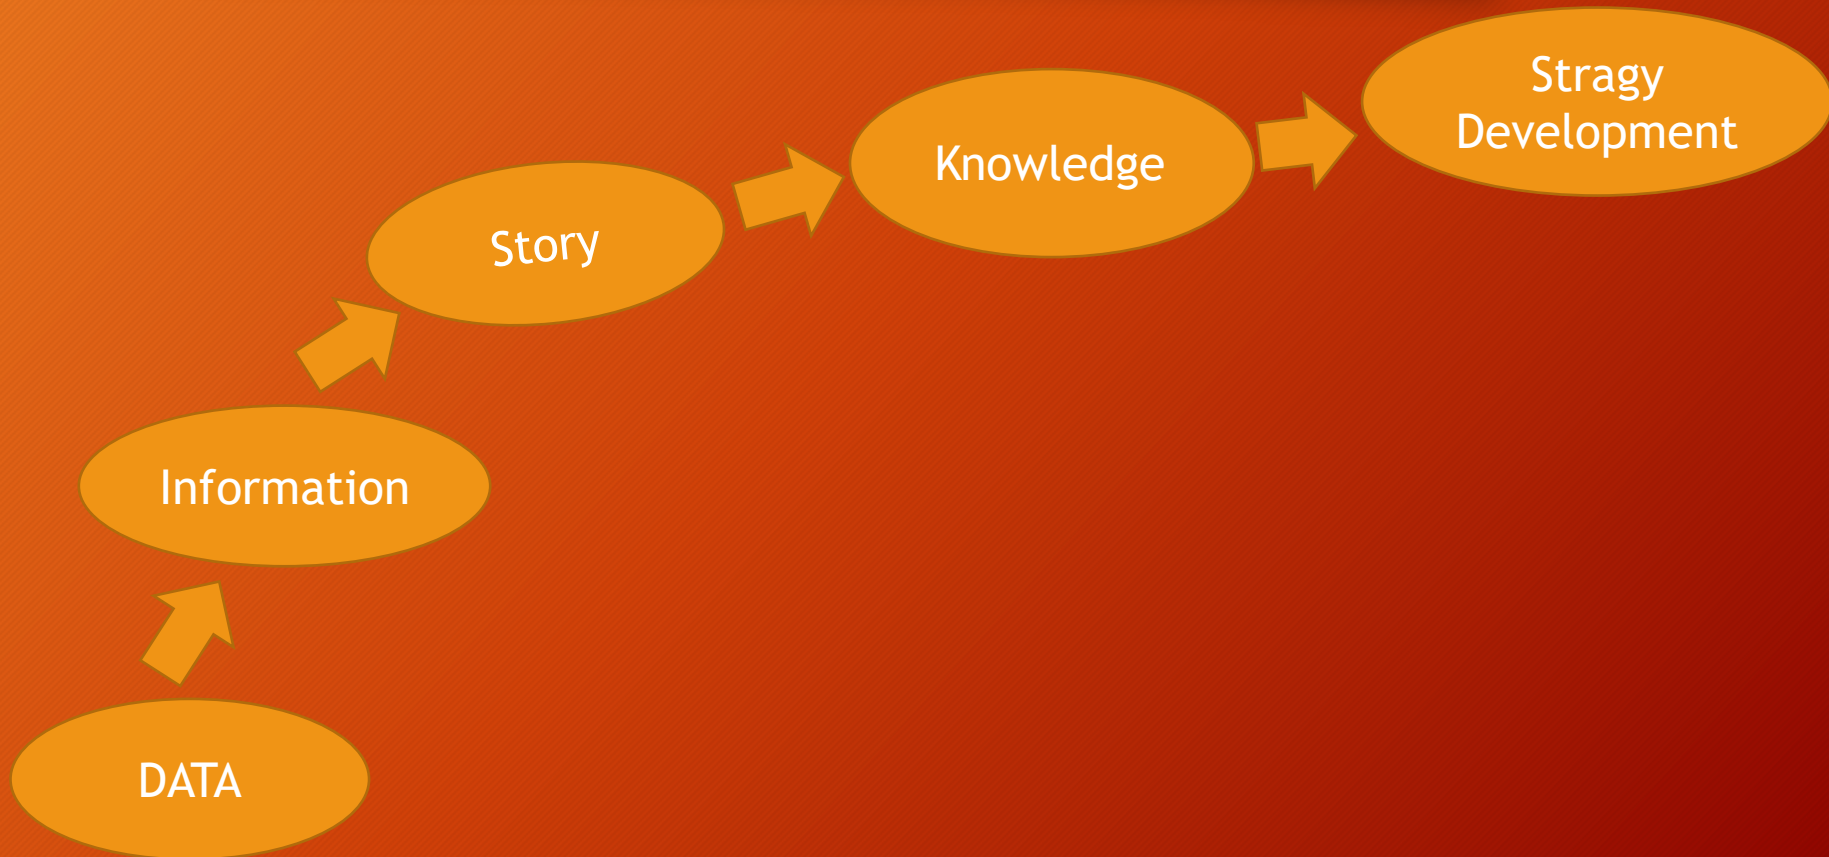 Stragy
Development
Knowledge
Story
Information
DATA